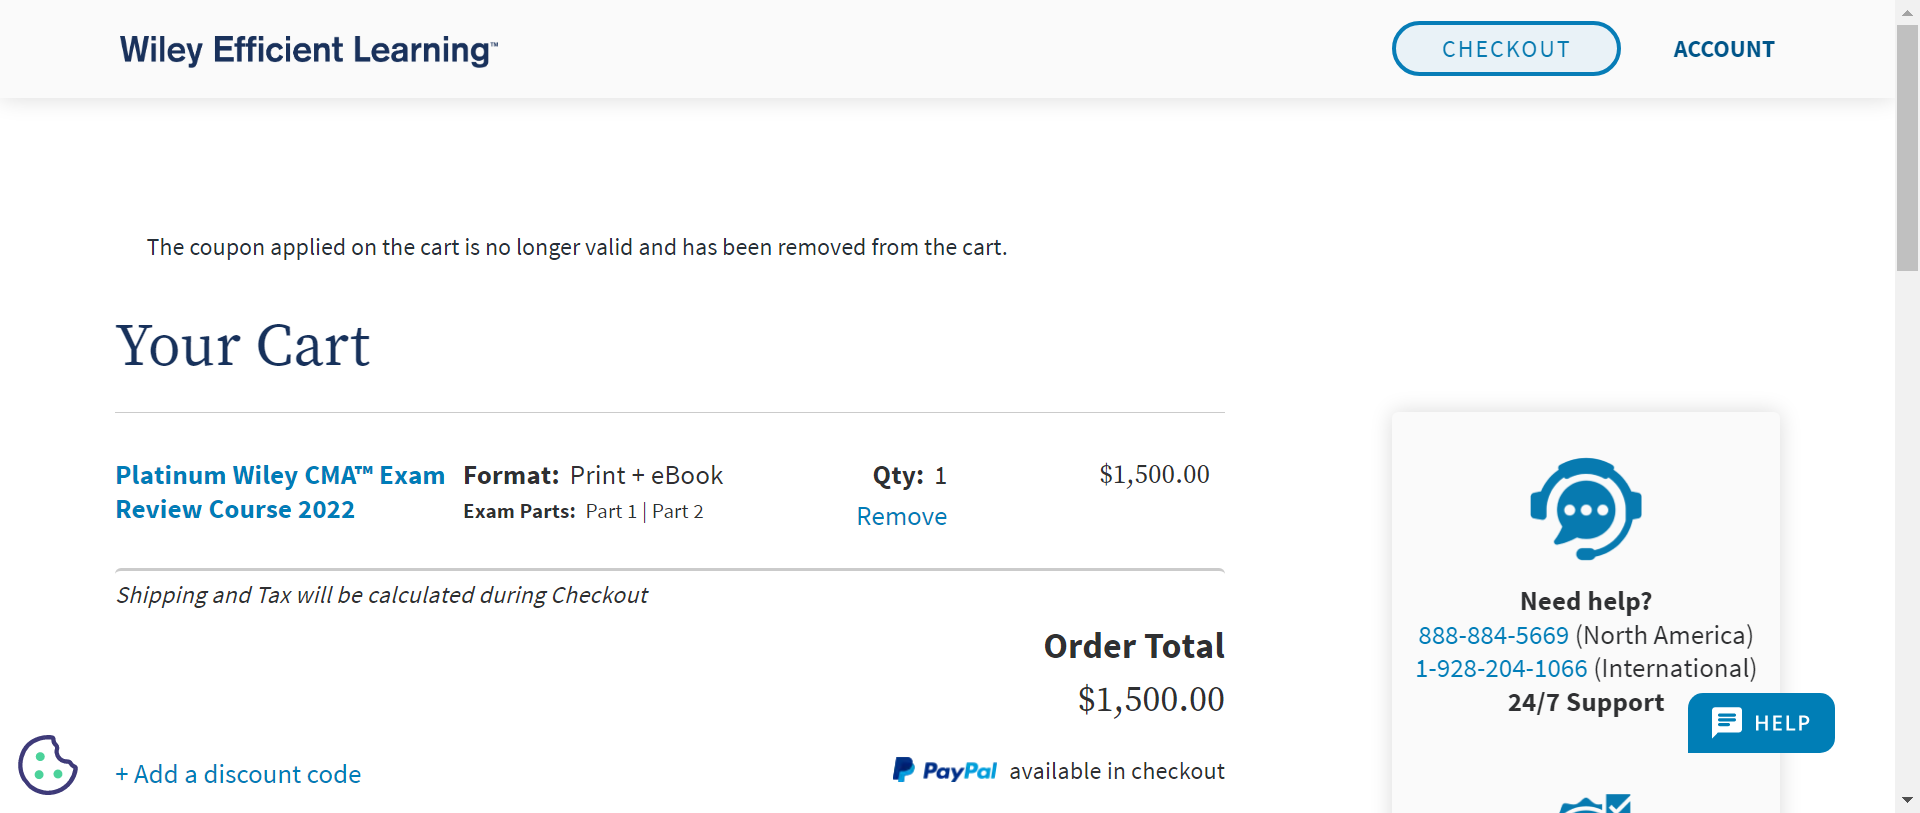 Wiley Efficient Learning™
CHECKOUT
ACCOUNT
The coupon applied on the cart is no longer valid and has been removed from the cart.
Your Cart
Platinum Wiley CMA™ Exam
Review Course 2022
Format: Print + eBook
Exam Parts: Part 1 | Part 2
Qty: 1
Remove
$1,500.00
Shipping and Tax will be calculated during Checkout
Order Total
$1,500.00
+ Add a discount code
PayPal available in checkout
Need help?
888-884-5669 (North America)
1-928-204-1066 (International)
24/7 Support
HELP